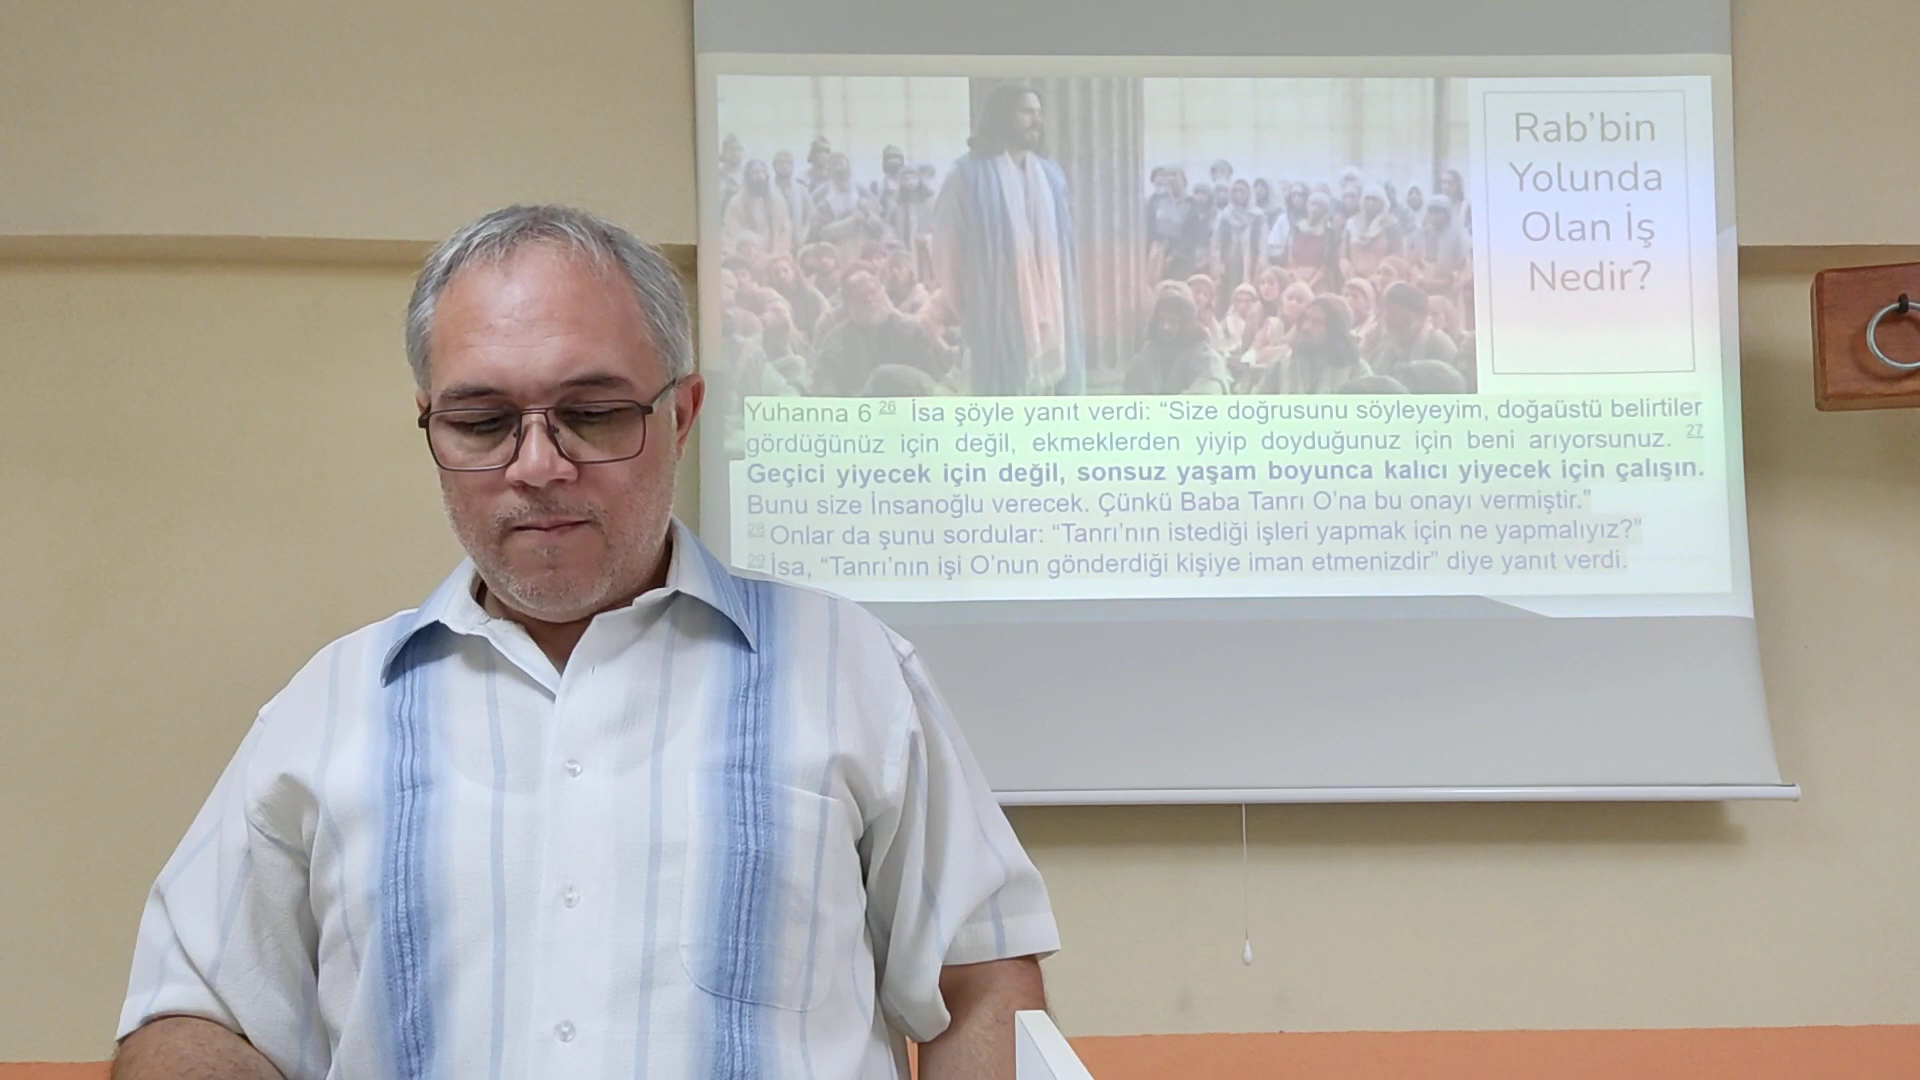 Rab’bin
Yolunda
Olan İş
Nedir?
Yuhanna 6 26 İsa şöyle yanıt verdi: “Size doğrusunu söyleyeyim, doğaüstü belirtiler
gördüğünüz için değil, ekmeklerden yiyip doyduğunuz için beni arıyorsunuz. 27
Geçici yiyecek için değil, sonsuz yaşam boyunca kalıcı yiyecek için çalışın.
Bunu size İnsanoğlu verecek. Çünkü Baba Tanrı O’na bu onayı vermiştir.”
28 Onlar da şunu sordular: “Tanrı’nın istediği işleri yapmak için ne yapmalıyız?”
29 İsa, “Tanrı’nın işi O’nun gönderdiği kişiye iman etmenizdir” diye yanıt verdi.